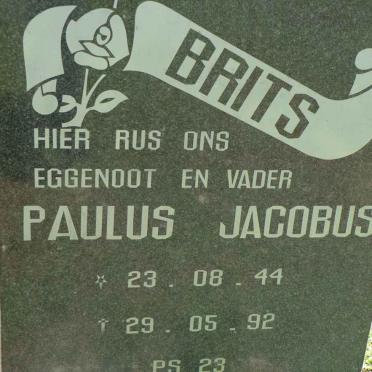 BRITS
HIER RUS ONS
EGGENOOT EN VADER
PAULUS JACOBUS
☆ 23 . 08 . 44
† 29 . 05 . 92
PS 23